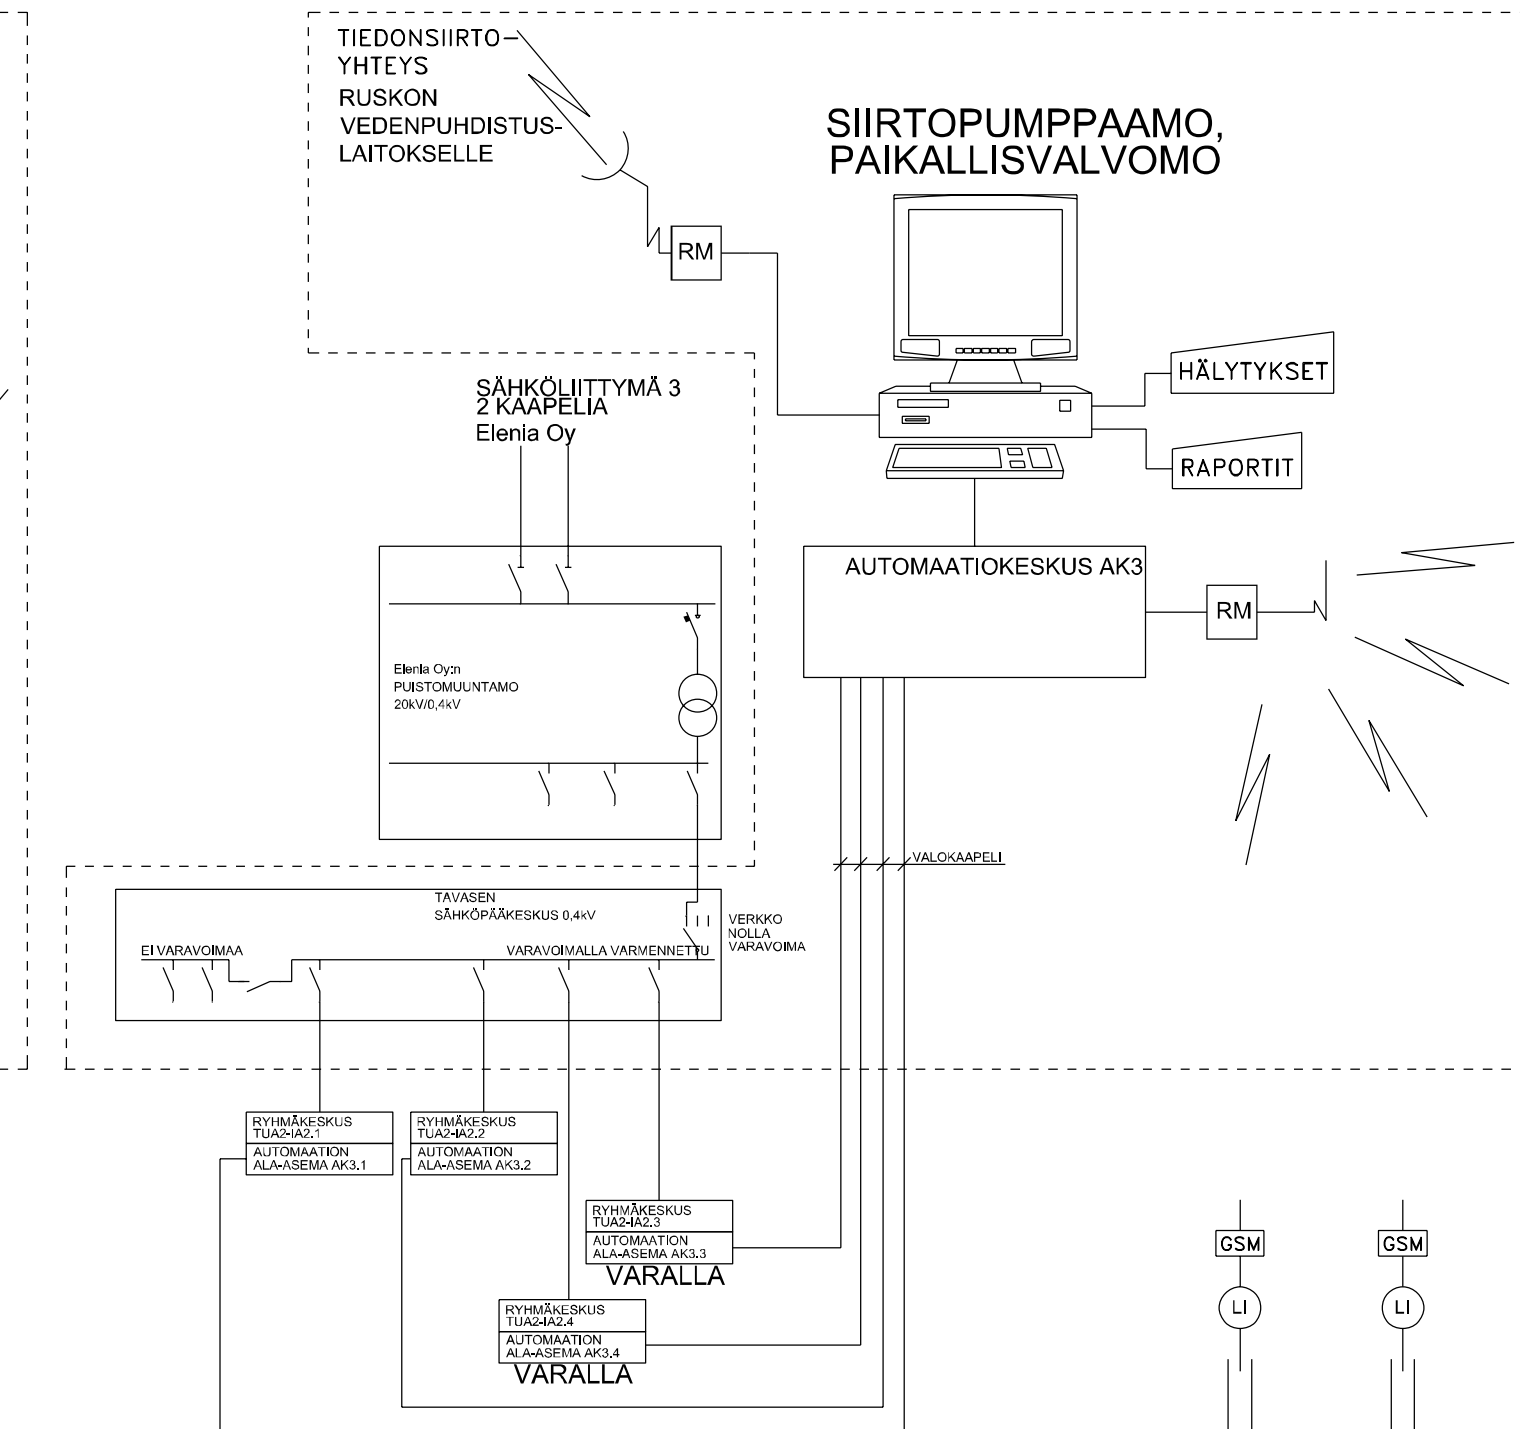 TIEDONSIIRTO-
YHTEYS
RUSKON
VEDENPUHDISTUS-
LAITOKSELLE
SIIRTOPUMPPAAMO,
PAIKALLISVALVOMO
RM
HÄLYTYKSET
RAPORTIT
SÄHKÖLIITTYMÄ 3
2 KAAPELIA
Elenia Oy
AUTOMAATIOKESKUS AK3
RM
Elenia Oy:n
PUISTOMUUNTAMO
20kV/0,4kV
VALOKAAPELI
TAVASEN
SÄHKÖPÄÄKESKUS 0,4kV
VERKKO
NOLLA
VARAVOIMA
EI VARAVOIMAA
VARAVOIMALLA VARMENNETTU
RYHMÄKESKUS
TUA2-IA2.1
AUTOMAATION
ALA-ASEMA AK3.1
RYHMÄKESKUS
TUA2-IA2.2
AUTOMAATION
ALA-ASEMA AK3.2
RYHMÄKESKUS
TUA2-IA2.3
AUTOMAATION
ALA-ASEMA AK3.3
VARALLA
RYHMÄKESKUS
TUA2-IA2.4
AUTOMAATION
ALA-ASEMA AK3.4
VARALLA
GSM
LI
GSM
LI